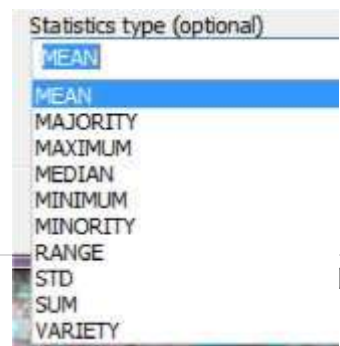 Statistics type (optional)
MEAN
MEAN
MAJORITY
MAXIMUM
MEDIAN
MINIMUM
MINORITY
RANGE
STD
SUM
VARIETY